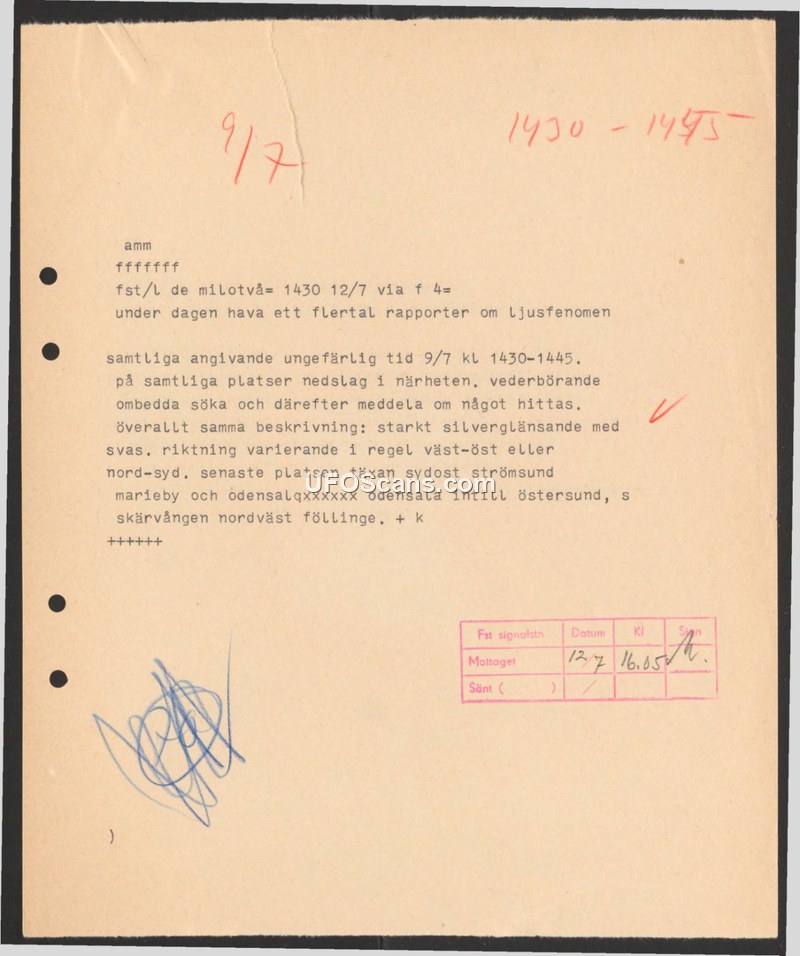 9/7
1430 - 1445
amm
fffffff
fst/l de milotvå= 1430 12/7 via f 4=
under dagen hava ett flertal rapporter om ljusfenomen
samtliga angivande ungefärlig tid 9/7 kl 1430-1445.
på samtliga platser nedslag i närheten. vederbörande
ombedda söka och därefter meddela om något hittas.
överallt samma beskrivning: starkt silverglänsande med
svas. riktning varierande i regel väst-öst eller
nord-syd. senaste platser täxan sydost strömsund
UFOScans.com
marieby och odensalqxxxxxx odensala intill östersund, s
skärvången nordväst föllinge. + k
++++++
Fst signalstn Datum Kl Sign
Mottaget 12/7 16.05
Sänt ( ) /
)